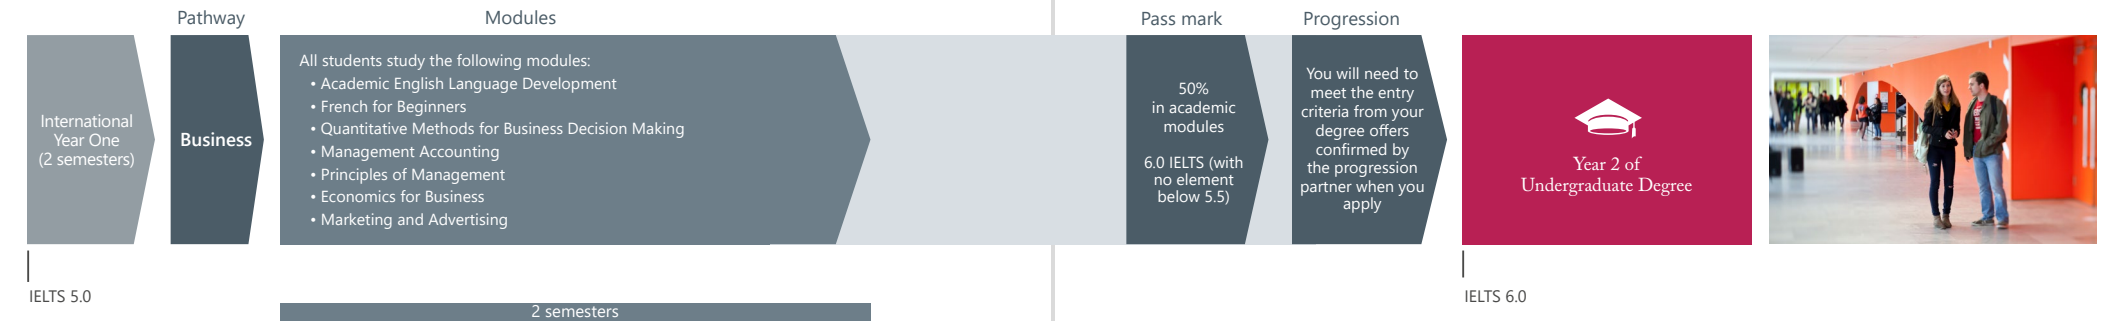 Pathway
Modules
Pass mark
Progression
International
Year One
(2 semesters)
Business
All students study the following modules:
• Academic English Language Development
• French for Beginners
• Quantitative Methods for Business Decision Making
• Management Accounting
• Principles of Management
• Economics for Business
• Marketing and Advertising
50%
in academic
modules
6.0 IELTS (with
no element
below 5.5)
You will need to
meet the entry
criteria from your
degree offers
confirmed by
the progression
partner when you
apply
Year 2 of
Undergraduate Degree
IELTS 5.0
IELTS 6.0
2 semesters